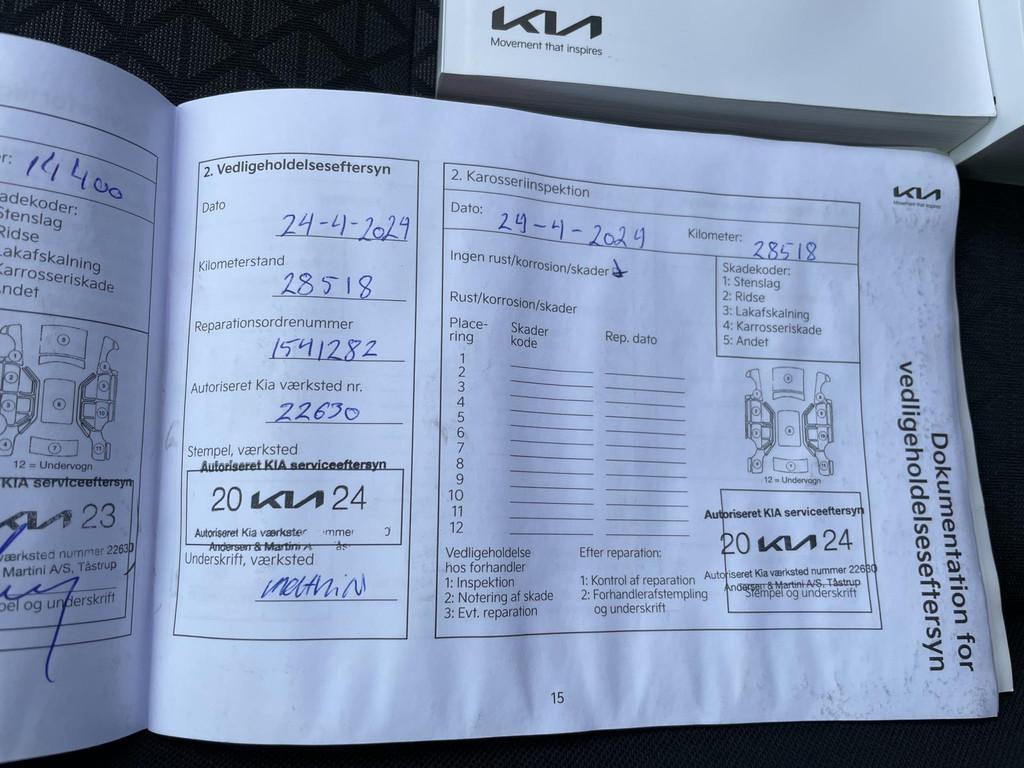 KIA
Movement that inspires
r: 14400
adekoder:
Stenslag
Ridse
Lakafskalning
Karrosseriskade
Andet
12 = Undervogn
KIA serviceeftersyn
KIA 23
værksted nummer 22630
Martini A/S, Tåstrup
pel og underskrift
2. Vedligeholdelseseftersyn
Dato
24-4-2024
Kilometerstand
28518
Reparationsordrenummer
1541282
Autoriseret Kia værksted nr.
22630
Stempel, værksted
Autoriseret KIA serviceeftersyn
20 KIA 24
Autoriseret Kia værkste
Andersen & Martini A
Underskrift, værksted
2. Karosseriinspektion
Dato: 24-4-2024 Kilometer: 28518
Ingen rust/korrosion/skader
Rust/korrosion/skader
Place-
ring
Skader
kode
Rep. dato
Skadekoder:
1: Stenslag
2: Ridse
3: Lakafskalning
4: Karrosseriskade
5: Andet
1
2
3
4
5
6
7
8
9
10
11
12
12 = Undervogn
Vedligeholdelse
hos forhandler
1: Inspektion
2: Notering af skade
3: Evt. reparation
Efter reparation:
1: Kontrol af reparation
2: Forhandlerafstempling
og underskrift
Autoriseret KIA serviceeftersyn
20 KIA 24
Autoriseret Kia værksted nummer 22630
Andersen & Martini A/S, Tåstrup
Stempel og underskrift
KIA
Movement that inspires
Dokumentation for
vedligeholdelseseftersyn
15